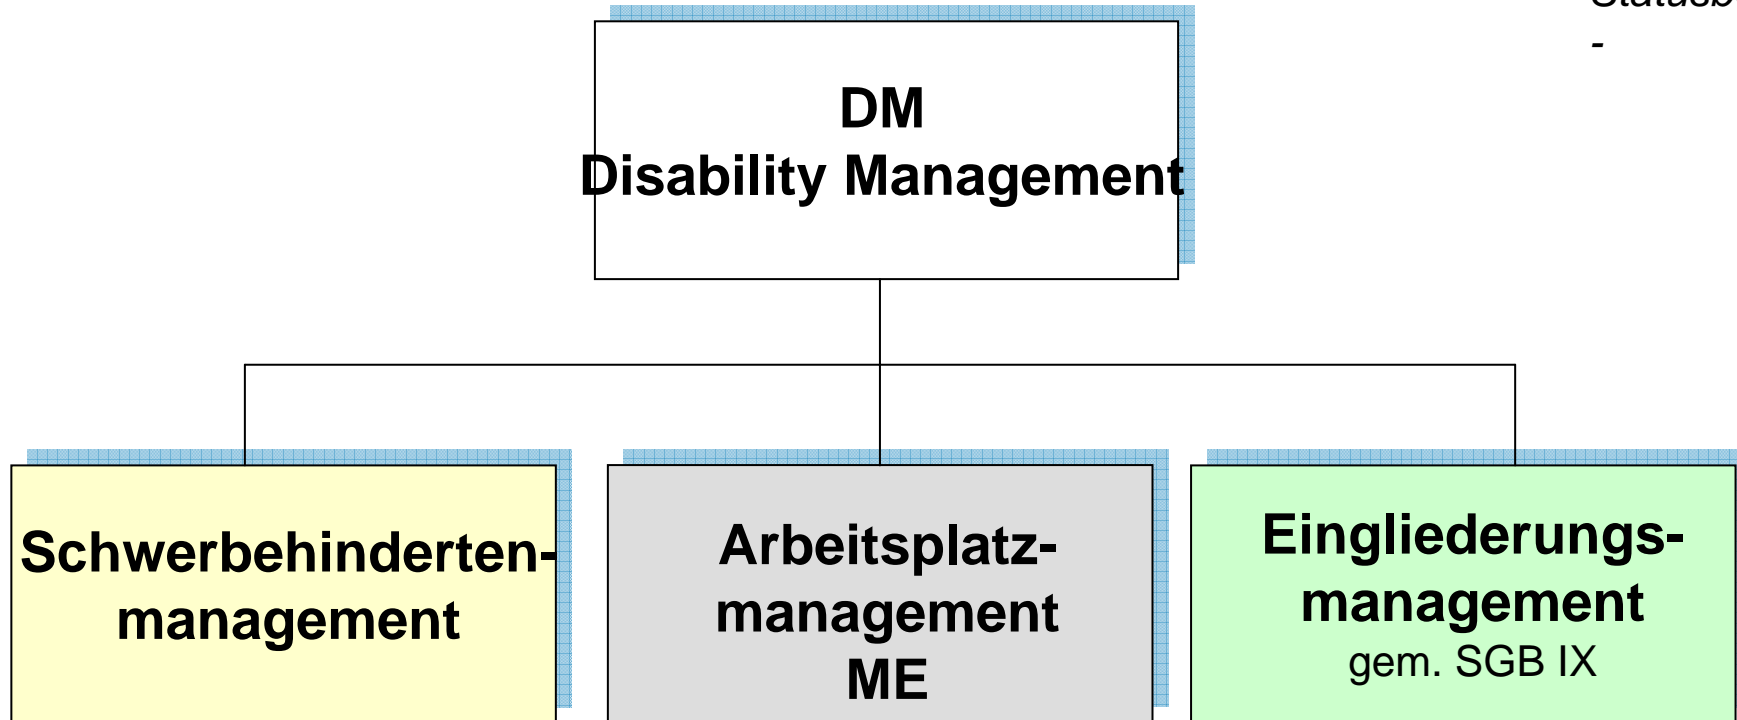 -
DM
Disability Management
Schwerbehinderten-
management
Arbeitsplatz-
management
ME
Eingliederungs-
management
gem. SGB IX